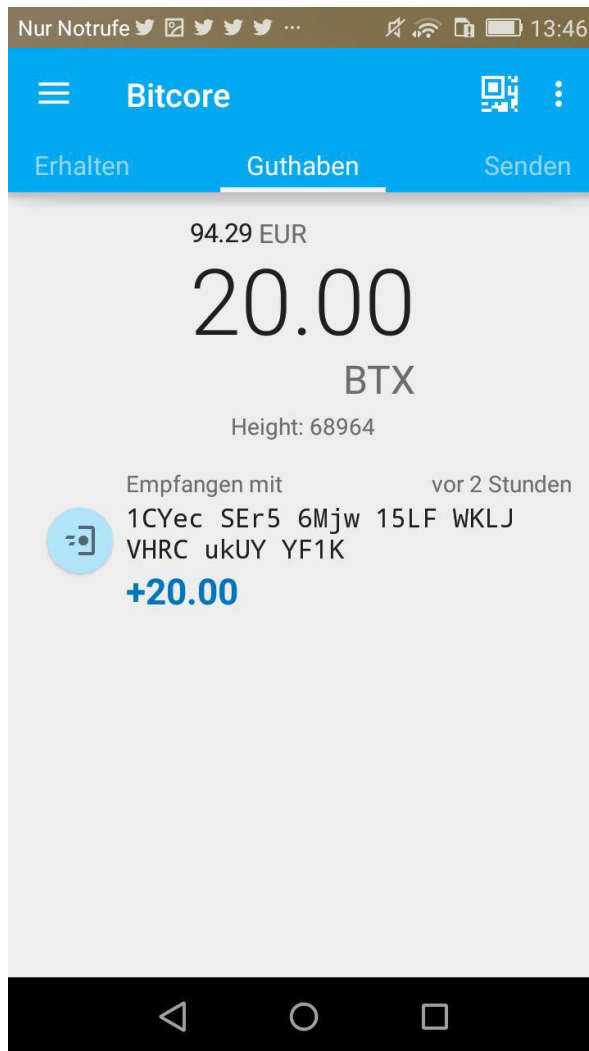 Nur Notrufe ... 13:46
Bitcore
Erhalten Guthaben Senden
94.29 EUR
20.00
BTX
Height: 68964
Empfangen mit vor 2 Stunden
1CYec SEr5 6Mjw 15LF WKLJ
VHRC ukUY YF1K
+20.00